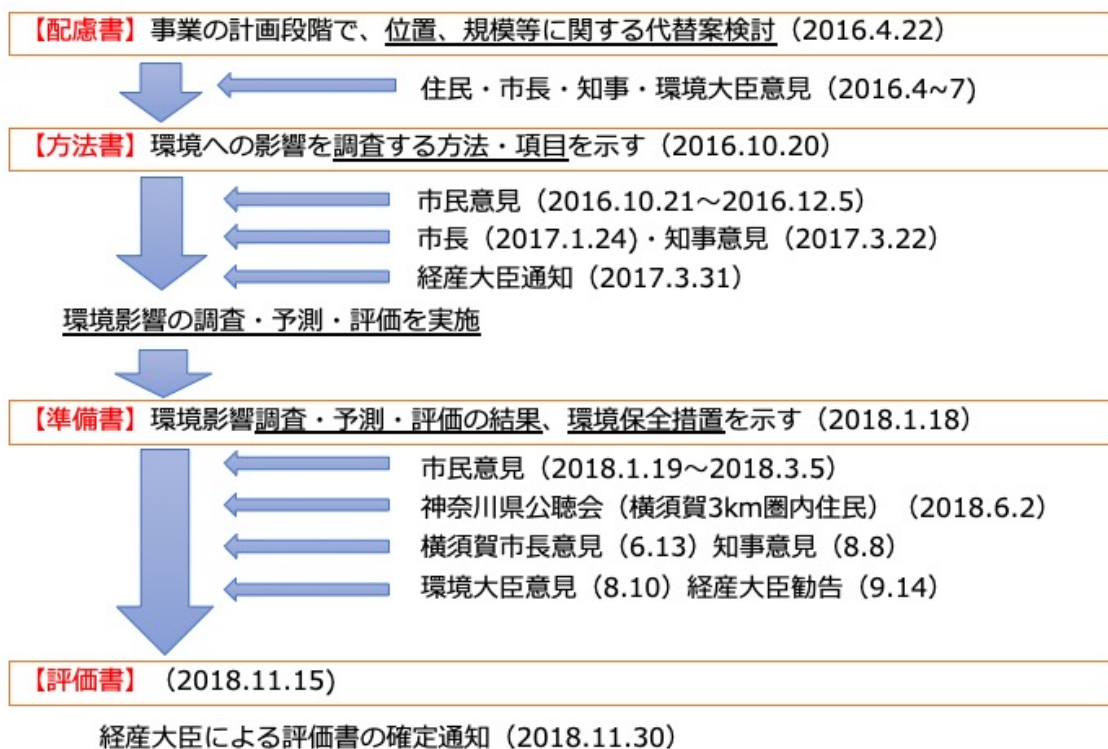 【配慮書】事業の計画段階で、位置、規模等に関する代替案検討（2016.4.22）
住民・市長・知事・環境大臣意見（2016.4~7)
【方法書】環境への影響を調査する方法・項目を示す（2016.10.20）
市民意見（2016.10.21～2016.12.5）
市長（2017.1.24)・知事意見（2017.3.22）
経産大臣通知（2017.3.31）
環境影響の調査・予測・評価を実施
【準備書】環境影響調査・予測・評価の結果、環境保全措置を示す（2018.1.18）
市民意見（2018.1.19～2018.3.5）
神奈川県公聴会（横須賀3km圏内住民）（2018.6.2）
横須賀市長意見（6.13）知事意見（8.8）
環境大臣意見（8.10）経産大臣勧告（9.14）
【評価書】（2018.11.15)
経産大臣による評価書の確定通知（2018.11.30）